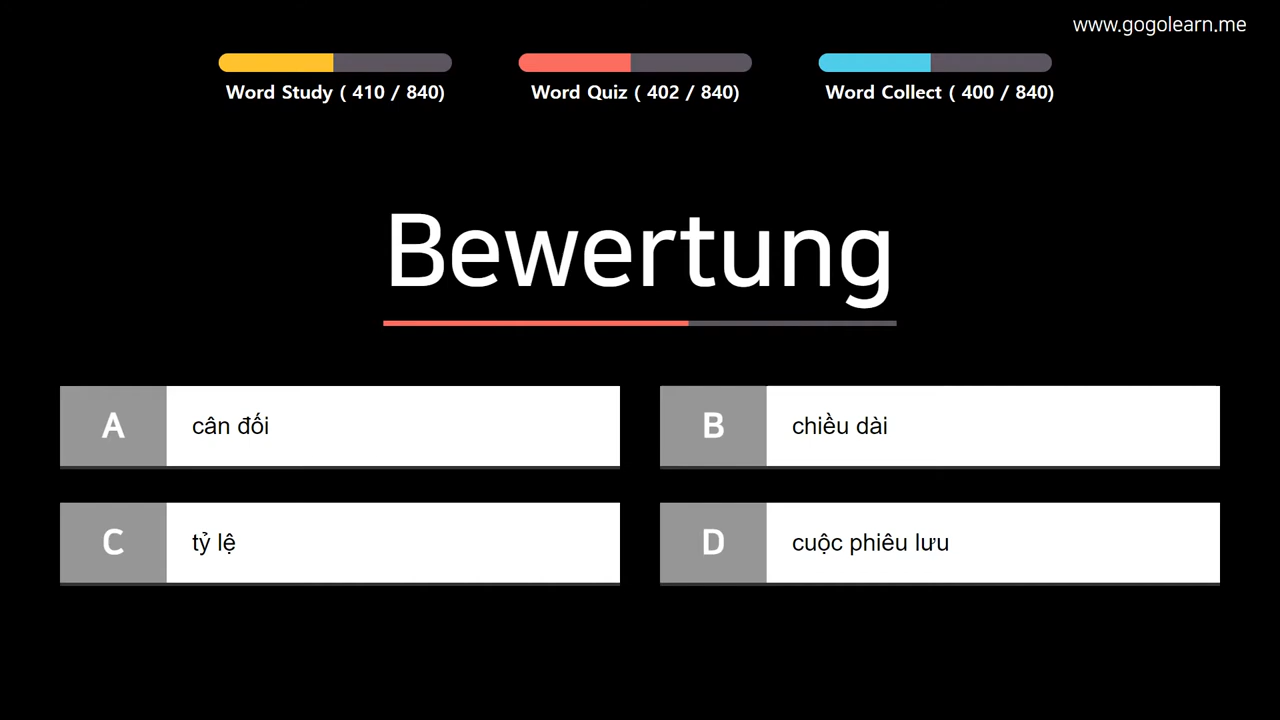 www.gogolearn.me
Word Study ( 410 / 840)
Word Quiz ( 402 / 840)
Word Collect ( 400 / 840)
Bewertung
A cân đối
B chiều dài
C tỷ lệ
D cuộc phiêu lưu